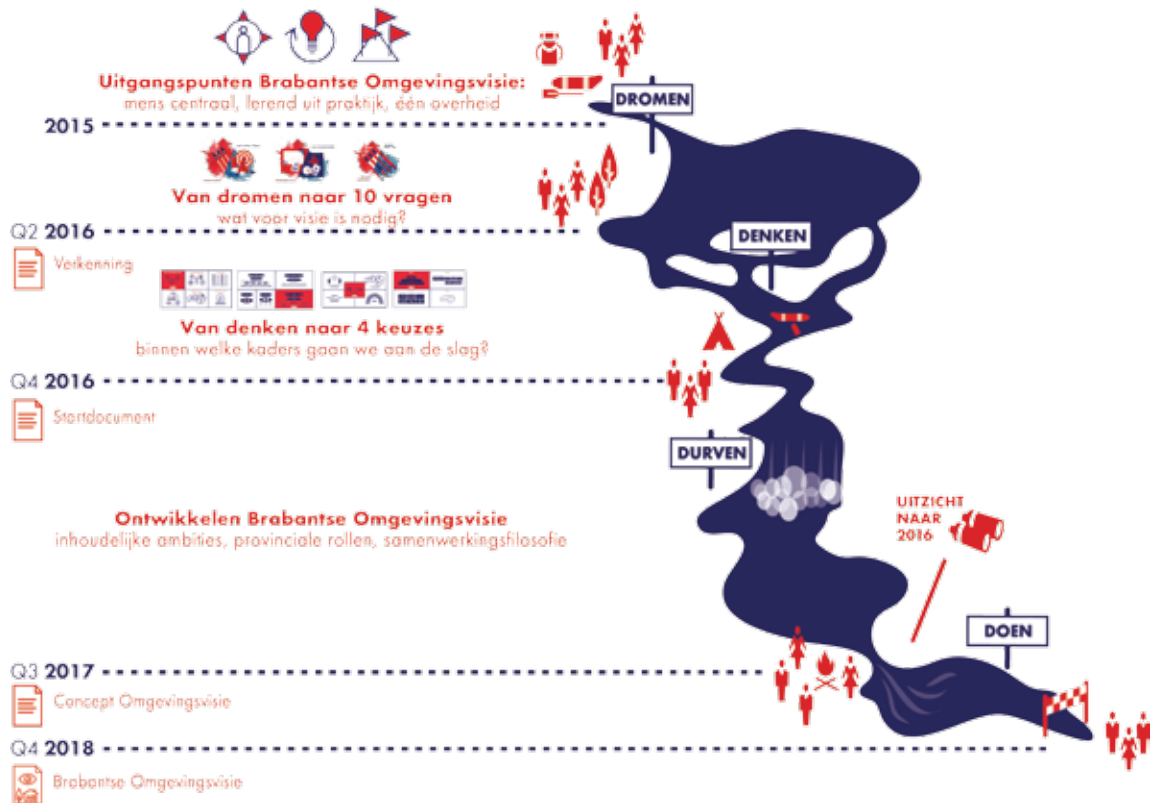 Uitgangspunten Brabantse Omgevingsvisie:
mens centraal, lerend uit praktijk, één overheid
DROMEN
2015
Van dromen naar 10 vragen
wat voor visie is nodig?
Q2 2016
DENKEN
Verkenning
Van denken naar 4 keuzes
binnen welke kaders gaan we aan de slag?
Q4 2016
Startdocument
DURVEN
UITZICHT
NAAR
2016
Ontwikkelen Brabantse Omgevingsvisie
inhoudelijke ambities, provinciale rollen, samenwerkingsfilosofie
DOEN
Q3 2017
Concept Omgevingsvisie
Q4 2018
Brabantse Omgevingsvisie